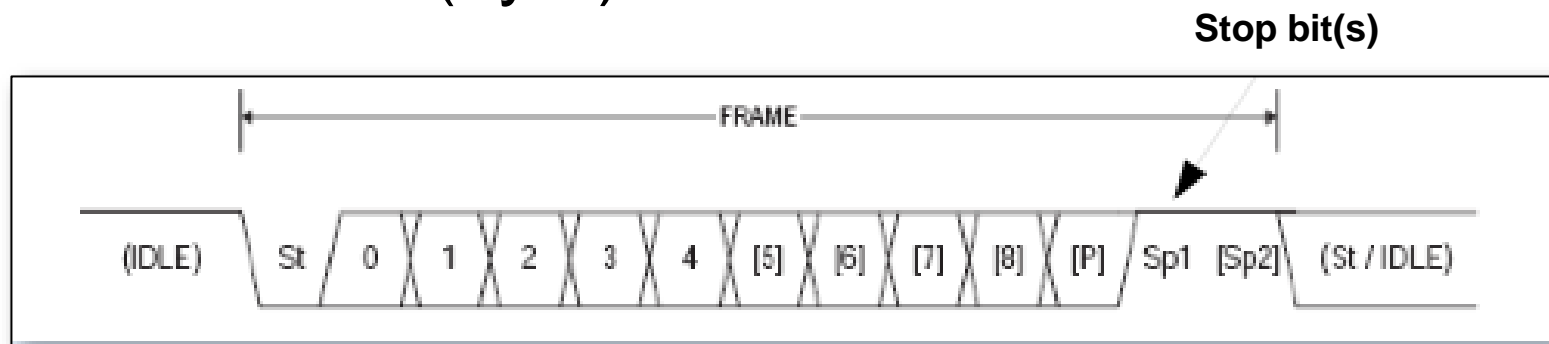 Stop bit(s)
FRAME
(IDLE) St 0 1 2 3 4 [5] [6] [7] [8] [P] Sp1 [Sp2] (St / IDLE)